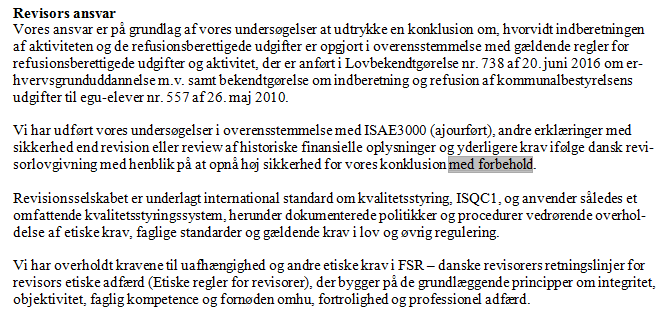 Revisors ansvar
Vores ansvar er på grundlag af vores undersøgelser at udtrykke en konklusion om, hvorvidt indberetningen
af aktiviteten og de refusionsberettigede udgifter er opgjort i overensstemmelse med gældende regler for
refusionsberettigede udgifter og aktivitet, der er anført i Lovbekendtgørelse nr. 738 af 20. juni 2016 om er-
hvervsgrunduddannelse m.v. samt bekendtgørelse om indberetning og refusion af kommunalbestyrelsens
udgifter til egu-elever nr. 557 af 26. maj 2010.
Vi har udført vores undersøgelser i overensstemmelse med ISAE3000 (ajourført), andre erklæringer med
sikkerhed end revision eller review af historiske finansielle oplysninger og yderligere krav ifølge dansk revi-
sorlovgivning med henblik på at opnå høj sikkerhed for vores konklusion med forbehold.
Revisionsselskabet er underlagt international standard om kvalitetsstyring, ISQC1, og anvender således et
omfattende kvalitetsstyringssystem, herunder dokumenterede politikker og procedurer vedrørende overhol-
delse af etiske krav, faglige standarder og gældende krav i lov og øvrig regulering.
Vi har overholdt kravene til uafhængighed og andre etiske krav i FSR – danske revisorers retningslinjer for
revisors etiske adfærd (Etiske regler for revisorer), der bygger på de grundlæggende principper om integritet,
objektivitet, faglig kompetence og fornøden omhu, fortrolighed og professionel adfærd.